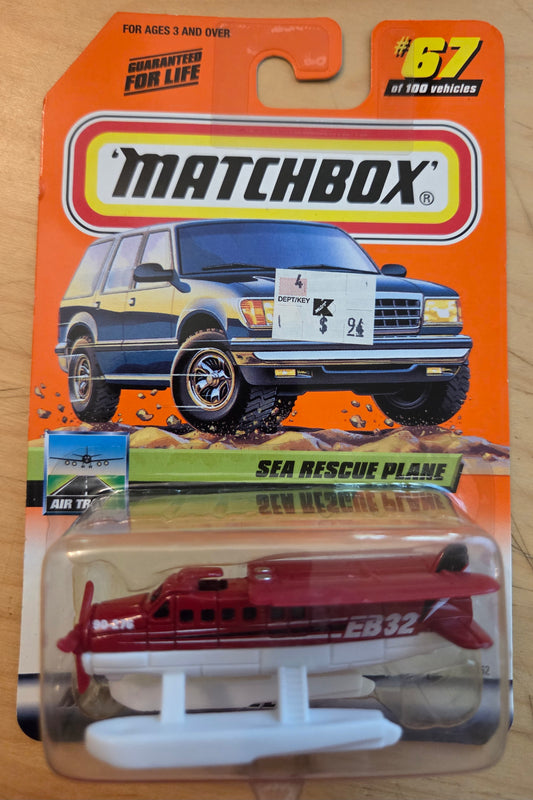 FOR AGES 3 AND OVER
GUARANTEED
FOR LIFE
#67
of 100 vehicles
'MATCHBOX'®
4
DEPT/KEY K
$
SEA RESCUE PLANE
AIR
EB32